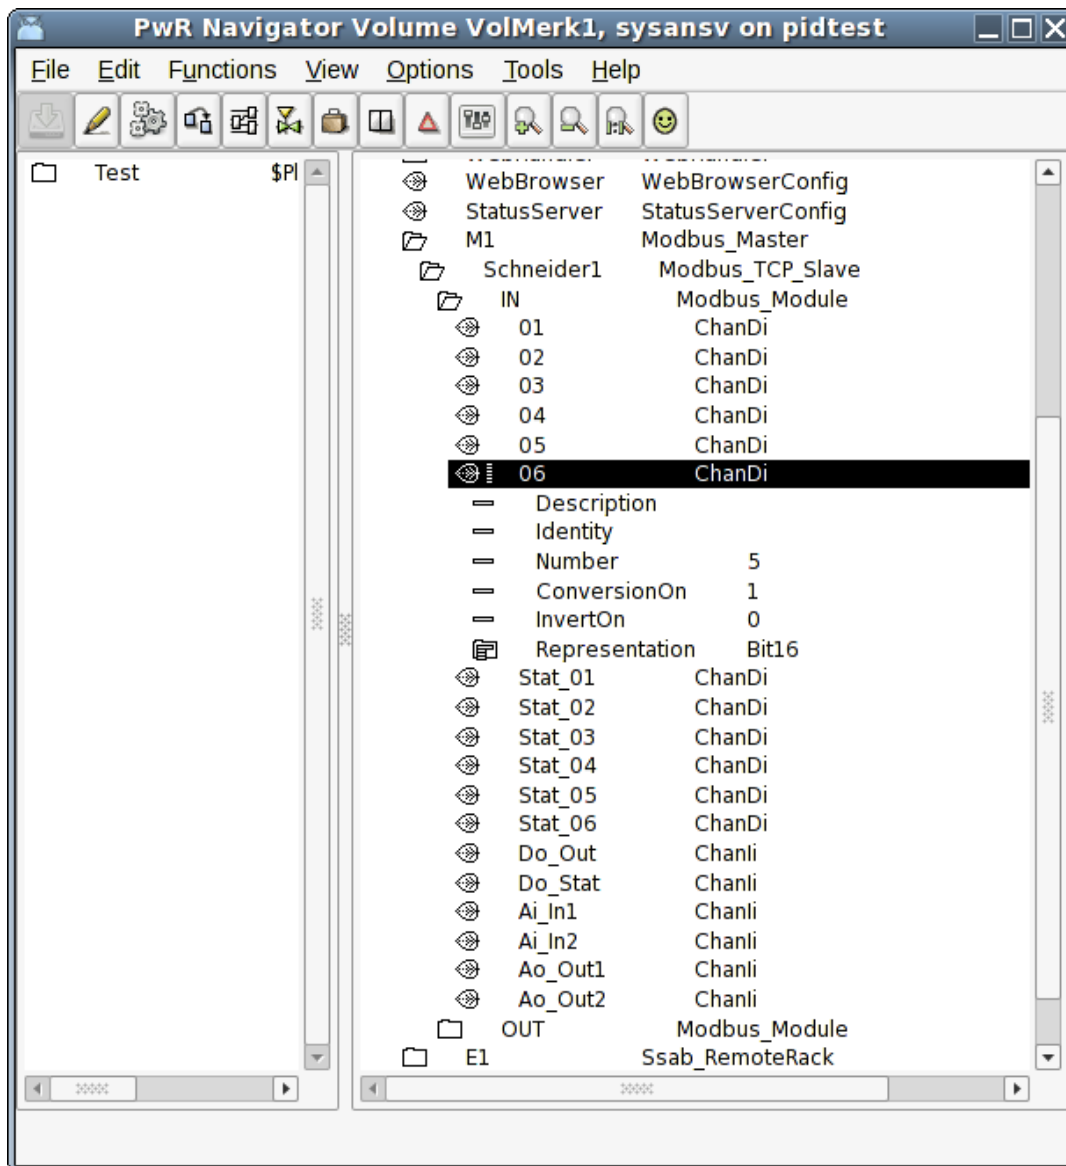 PwR Navigator Volume VolMerk1, sysansv on pidtest
File Edit Functions View Options Tools Help
Test $Pl
WebBrowser WebBrowserConfig
StatusServer StatusServerConfig
M1 Modbus_Master
Schneider1 Modbus_TCP_Slave
IN Modbus_Module
01 ChanDi
02 ChanDi
03 ChanDi
04 ChanDi
05 ChanDi
06 ChanDi
Description
Identity
Number 5
ConversionOn 1
InvertOn 0
Representation Bit16
Stat_01 ChanDi
Stat_02 ChanDi
Stat_03 ChanDi
Stat_04 ChanDi
Stat_05 ChanDi
Stat_06 ChanDi
Do_Out ChanIi
Do_Stat ChanIi
Ai_In1 ChanIi
Ai_In2 ChanIi
Ao_Out1 ChanIi
Ao_Out2 ChanIi
OUT Modbus_Module
E1 Ssab_RemoteRack